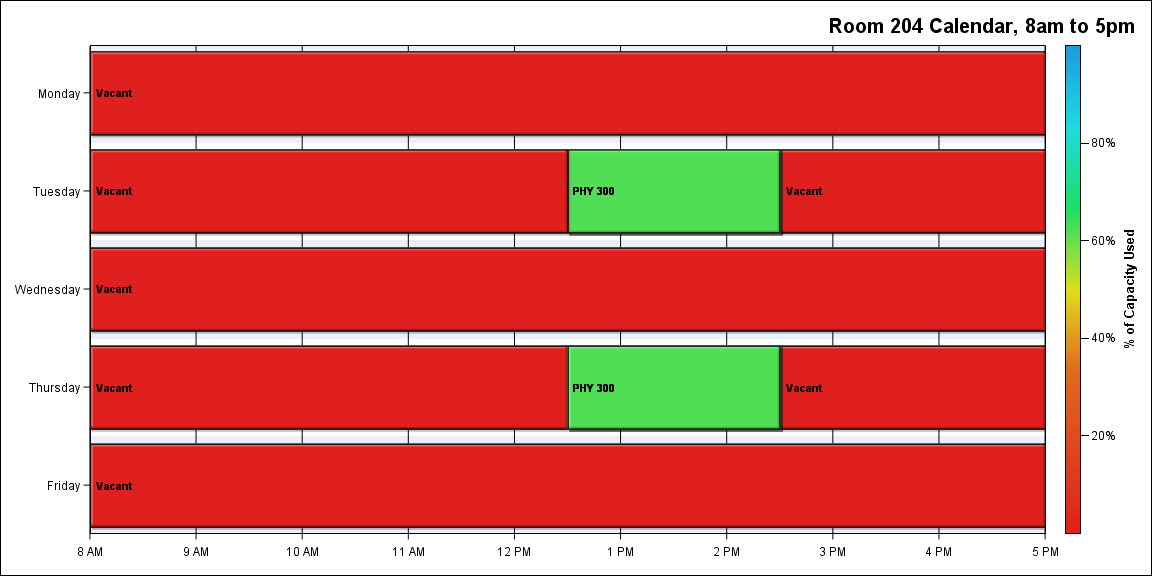 Room 204 Calendar, 8am to 5pm
Monday
Vacant
Tuesday
Vacant
PHY 300
Vacant
Wednesday
Vacant
Thursday
Vacant
PHY 300
Vacant
Friday
Vacant
8 AM
9 AM
10 AM
11 AM
12 PM
1 PM
2 PM
3 PM
4 PM
5 PM
80%
60%
40%
20%
% of Capacity Used